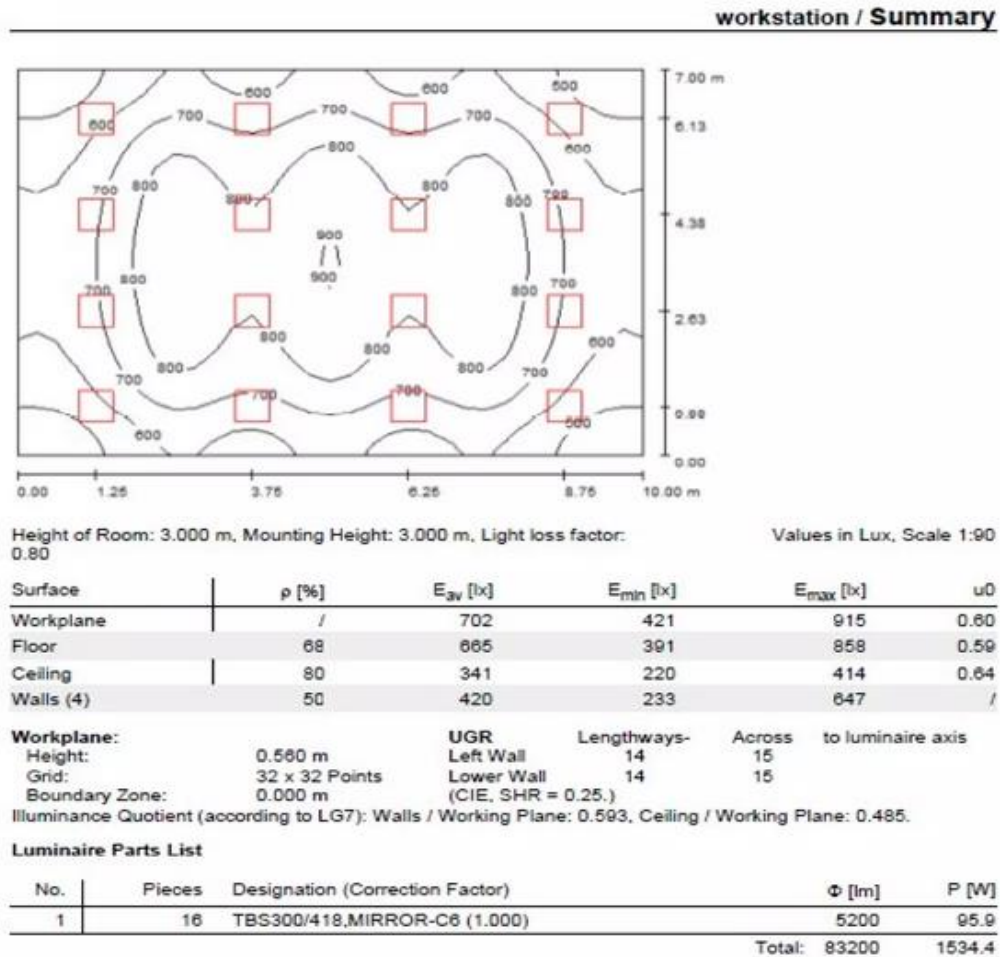 workstation / Summary
600 600 500 7.00 m
600 700 700 700 6.13
800 600
700 800 800 800 800 700
4.38
900
900
800 700 800 700
2.63
800 800 600
800 700 800 700
700 700
600 500
0.00
0.00 1.25 3.75 6.25 8.75 10.00 m
Height of Room: 3.000 m, Mounting Height: 3.000 m, Light loss factor: Values in Lux, Scale 1:90
0.80
Surface ρ [%] Eav [lx] Emin [lx] Emax [lx] u0
Workplane / 702 421 915 0.60
Floor 68 665 391 858 0.59
Ceiling 80 341 220 414 0.64
Walls (4) 50 420 233 647 /
Workplane: UGR Lengthways- Across to luminaire axis
Height: 0.560 m Left Wall 14 15
Grid: 32 x 32 Points Lower Wall 14 15
Boundary Zone: 0.000 m (CIE, SHR = 0.25.)
Illuminance Quotient (according to LG7): Walls / Working Plane: 0.593, Ceiling / Working Plane: 0.485.
Luminaire Parts List
No. Pieces Designation (Correction Factor) Φ [lm] P [W]
1 16 TBS300/418,MIRROR-C6 (1.000) 5200 95.9
Total: 83200 1534.4